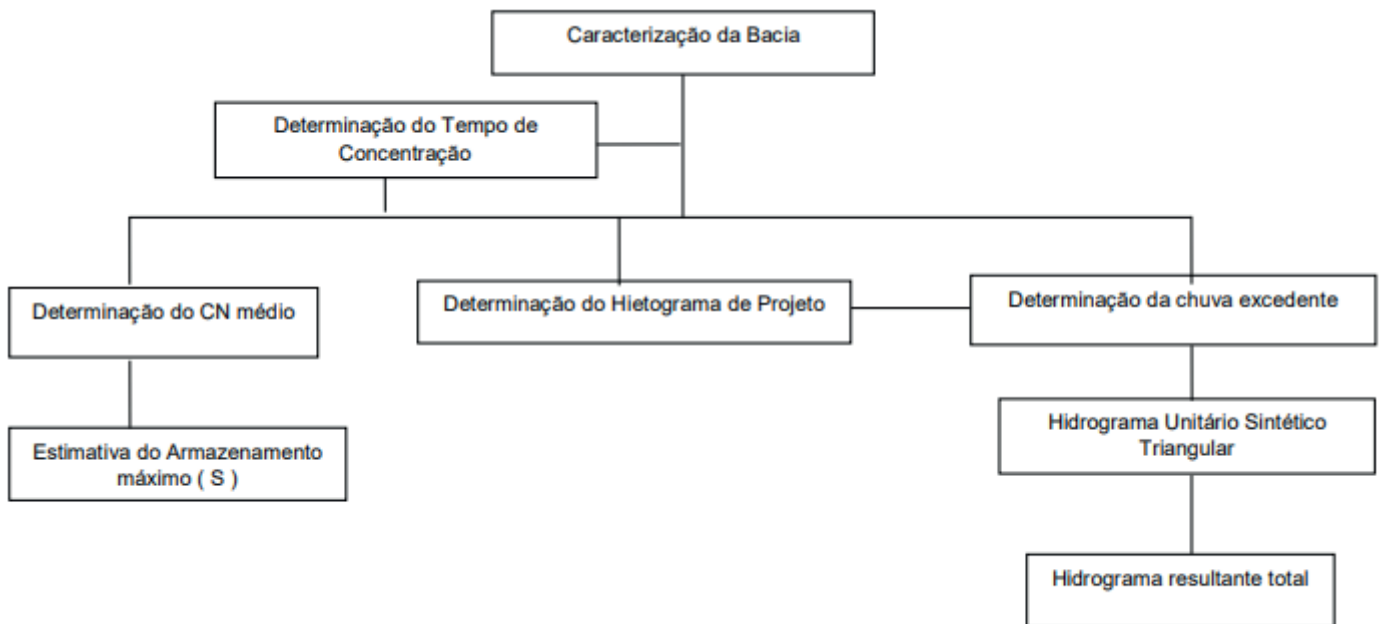 Caracterização da Bacia
Determinação do Tempo de
Concentração
Determinação do CN médio
Determinação do Hietograma de Projeto
Determinação da chuva excedente
Estimativa do Armazenamento
máximo ( S )
Hidrograma Unitário Sintético
Triangular
Hidrograma resultante total